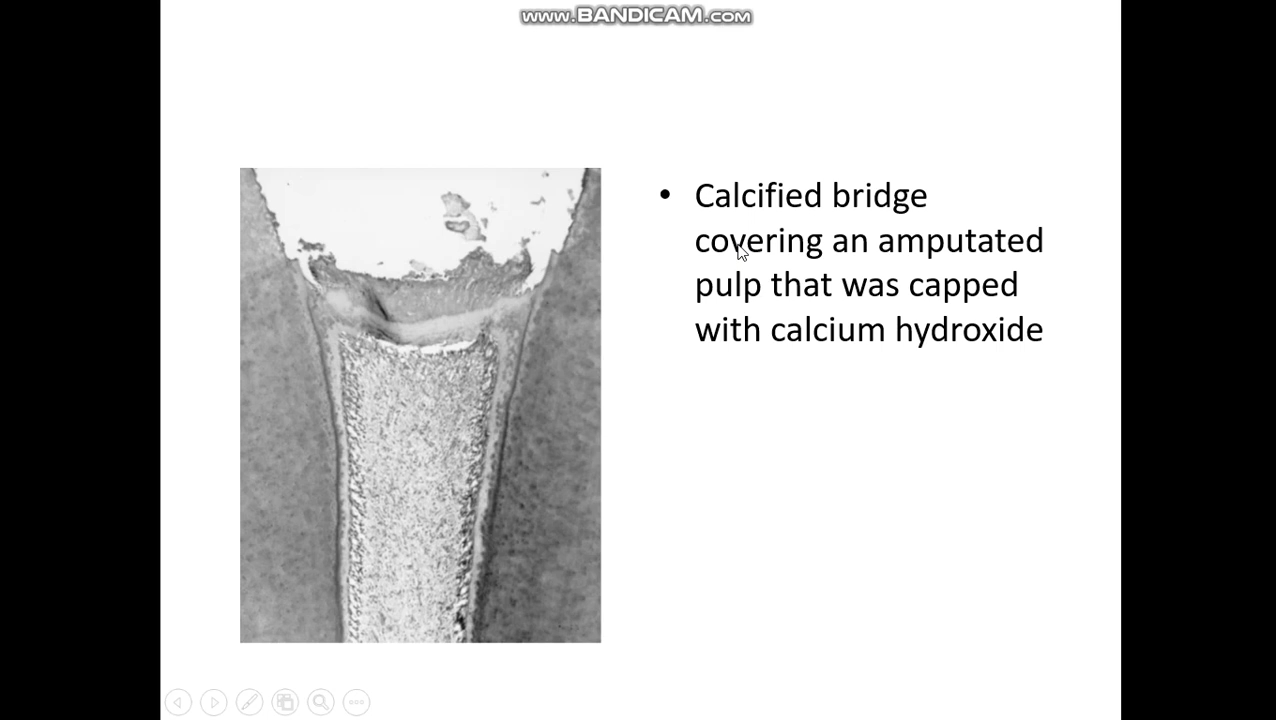 www.BANDICAM.com
• Calcified bridge
covering an amputated
pulp that was capped
with calcium hydroxide